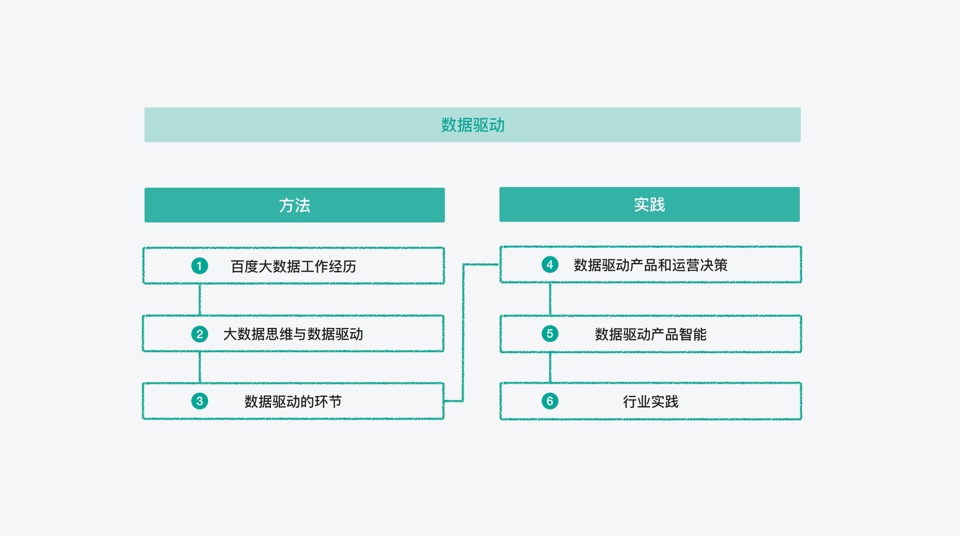 数据驱动
方法
1 百度大数据工作经历
2 大数据思维与数据驱动
3 数据驱动的环节
实践
4 数据驱动产品和运营决策
5 数据驱动产品智能
6 行业实践